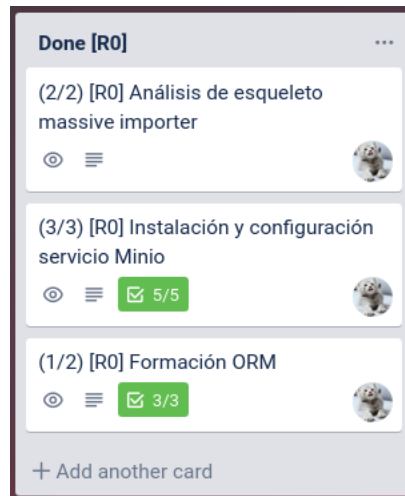 Done [R0]
(2/2) [R0] Análisis de esqueleto
massive importer
(3/3) [R0] Instalación y configuración
servicio Minio
5/5
(1/2) [R0] Formación ORM
3/3
+ Add another card